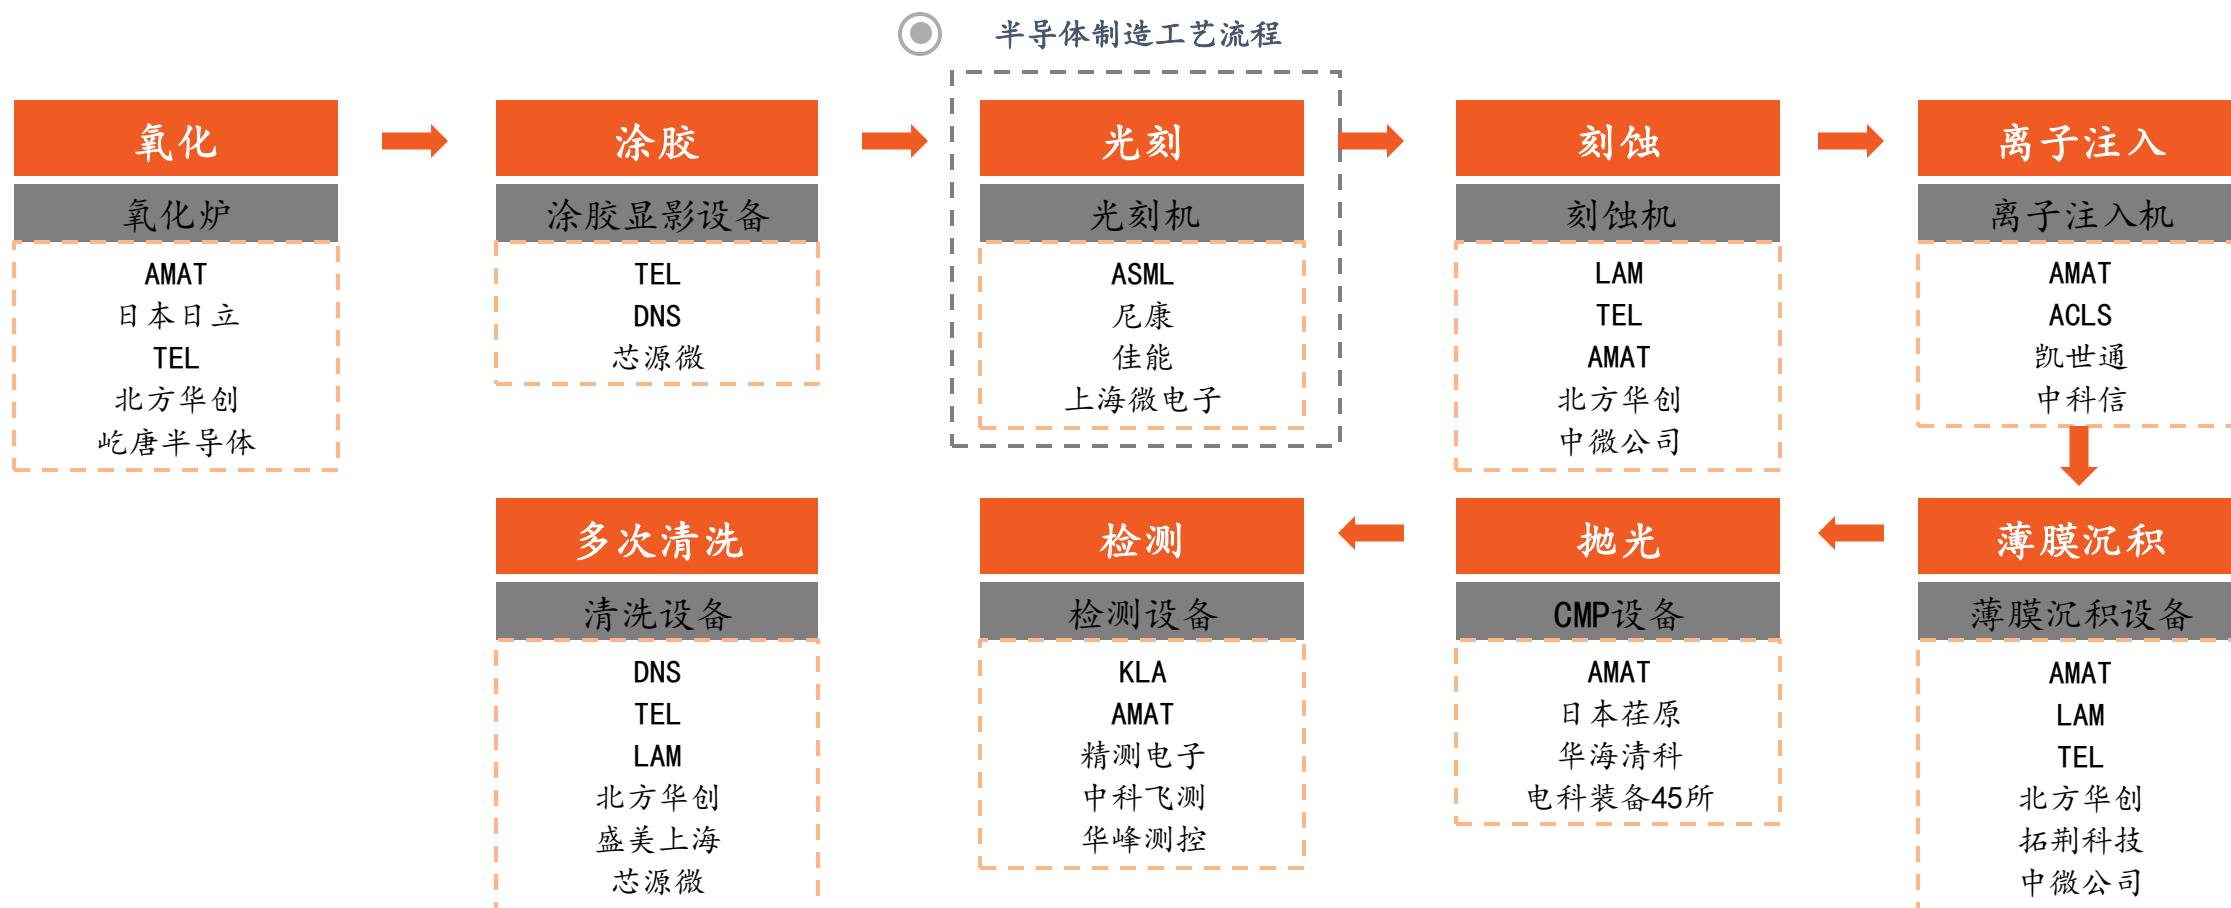 半导体制造工艺流程
氧化
氧化炉
AMAT
日本日立
TEL
北方华创
屹唐半导体
涂胶
涂胶显影设备
TEL
DNS
芯源微
光刻
光刻机
ASML
尼康
佳能
上海微电子
刻蚀
刻蚀机
LAM
TEL
AMAT
北方华创
中微公司
离子注入
离子注入机
AMAT
ACLS
凯世通
中科信
多次清洗
清洗设备
DNS
TEL
LAM
北方华创
盛美上海
芯源微
检测
检测设备
KLA
AMAT
精测电子
中科飞测
华峰测控
抛光
CMP设备
AMAT
日本荏原
华海清科
电科装备45所
薄膜沉积
薄膜沉积设备
AMAT
LAM
TEL
北方华创
拓荆科技
中微公司